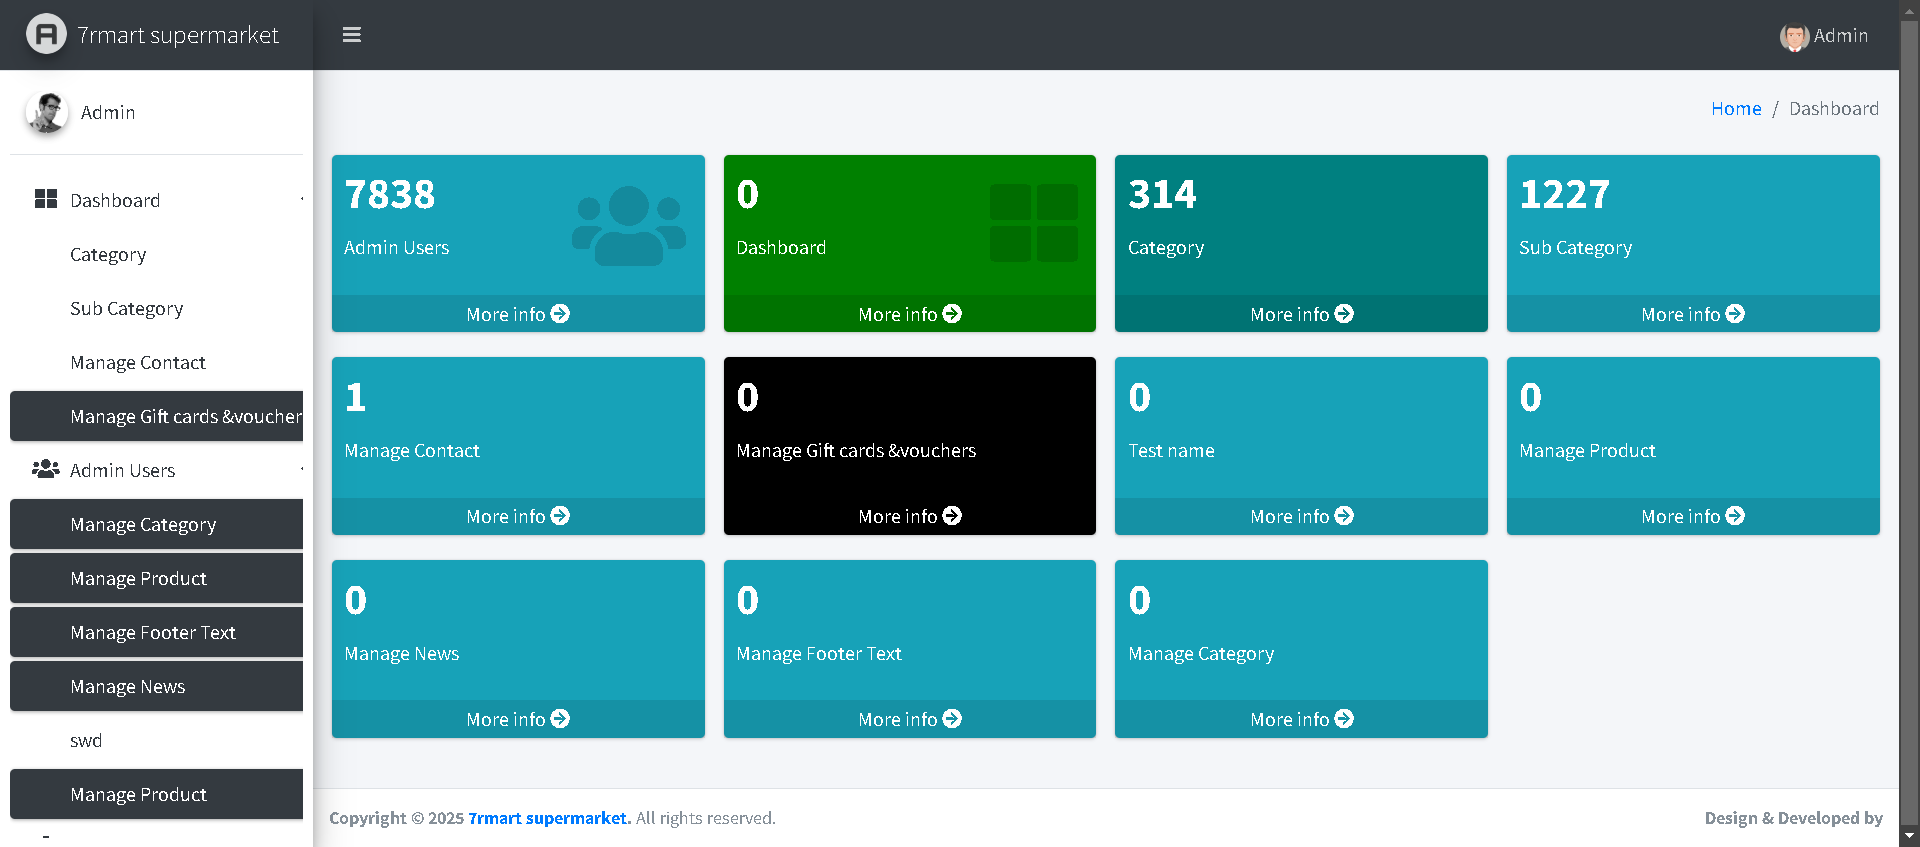 7rmart supermarket
Admin
Admin
Home / Dashboard
Dashboard
Category
Sub Category
Manage Contact
Manage Gift cards &voucher
Admin Users
Manage Category
Manage Product
Manage Footer Text
Manage News
swd
Manage Product
7838
Admin Users
More info
0
Dashboard
More info
314
Category
More info
1227
Sub Category
More info
1
Manage Contact
More info
0
Manage Gift cards &vouchers
More info
0
Test name
More info
0
Manage Product
More info
0
Manage News
More info
0
Manage Footer Text
More info
0
Manage Category
More info
Copyright © 2025 7rmart supermarket. All rights reserved.
Design & Developed by